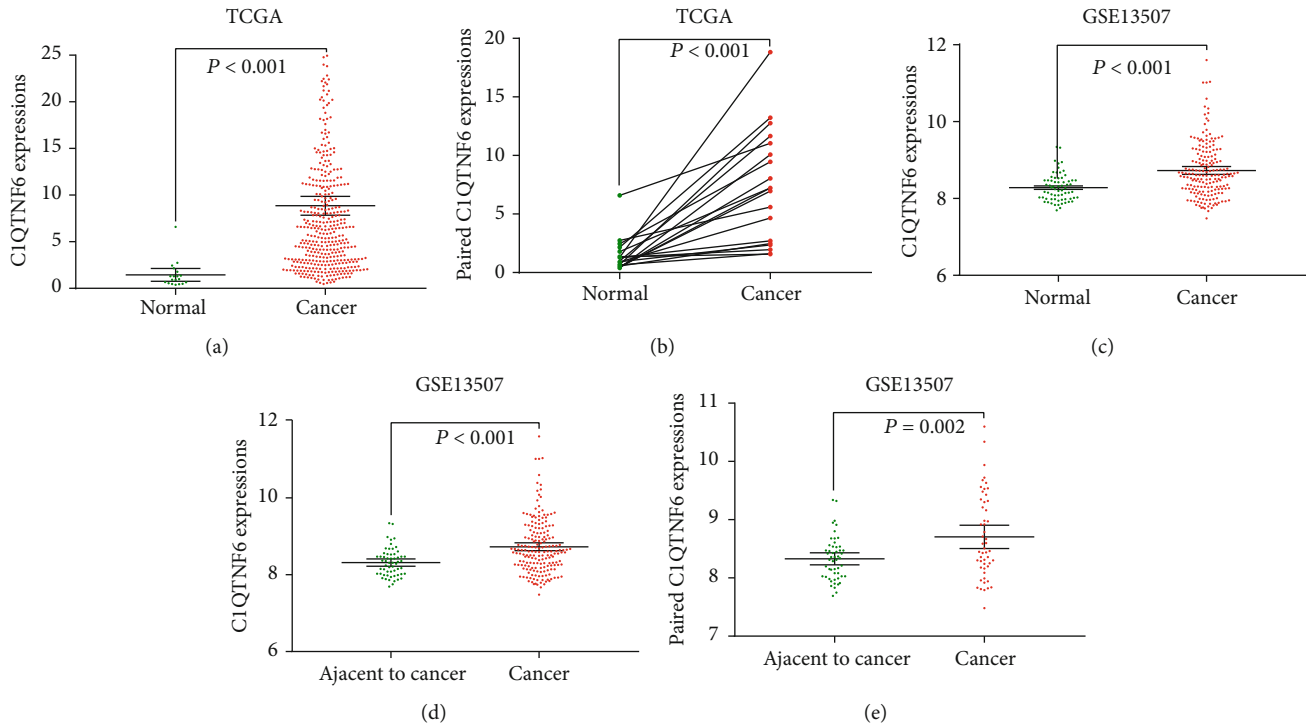 TCGA
C1QTNF6 expressions
25
20
15
10
5
0
P < 0.001
Normal
Cancer
(a)
TCGA
Paired C1QTNF6 expressions
20
15
10
5
0
P < 0.001
Normal
Cancer
(b)
GSE13507
C1QTNF6 expressions
12
10
8
6
P < 0.001
Normal
Cancer
(c)
GSE13507
C1QTNF6 expressions
12
10
8
6
P < 0.001
Ajacent to cancer
Cancer
(d)
GSE13507
Paired C1QTNF6 expressions
11
10
9
8
7
P = 0.002
Ajacent to cancer
Cancer
(e)